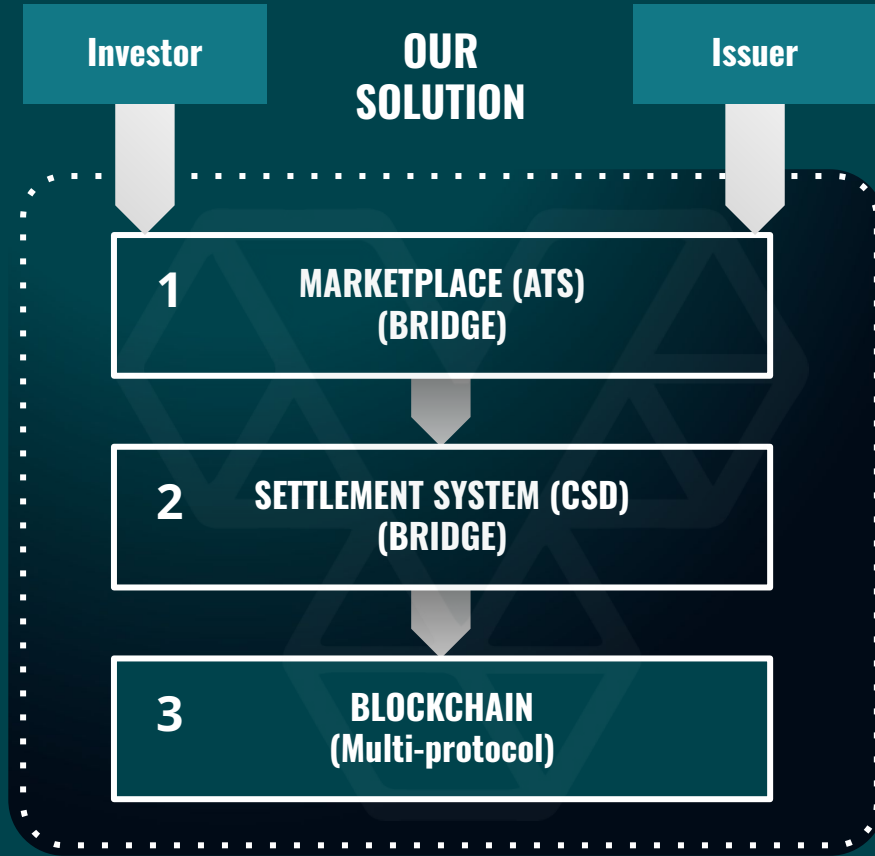 Investor
OUR
SOLUTION
Issuer
1
MARKETPLACE (ATS)
(BRIDGE)
2
SETTLEMENT SYSTEM (CSD)
(BRIDGE)
3
BLOCKCHAIN
(Multi-protocol)